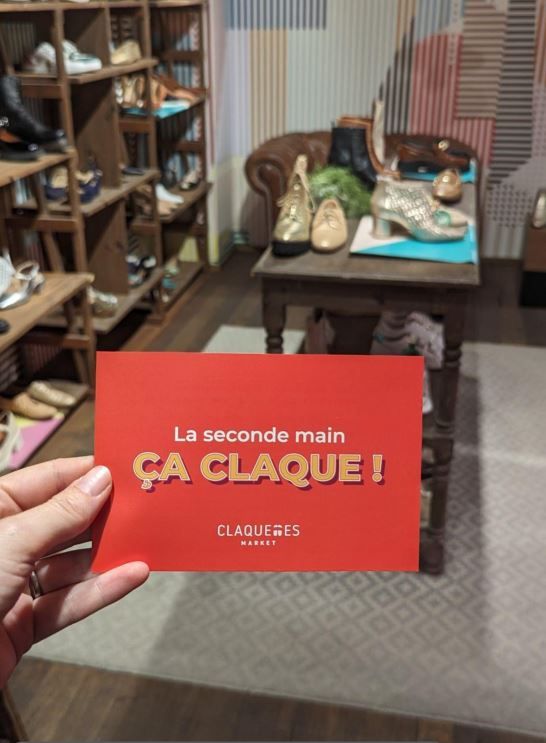 La seconde main
ÇA CLAQUE !
CLAQUETTES
MARKET